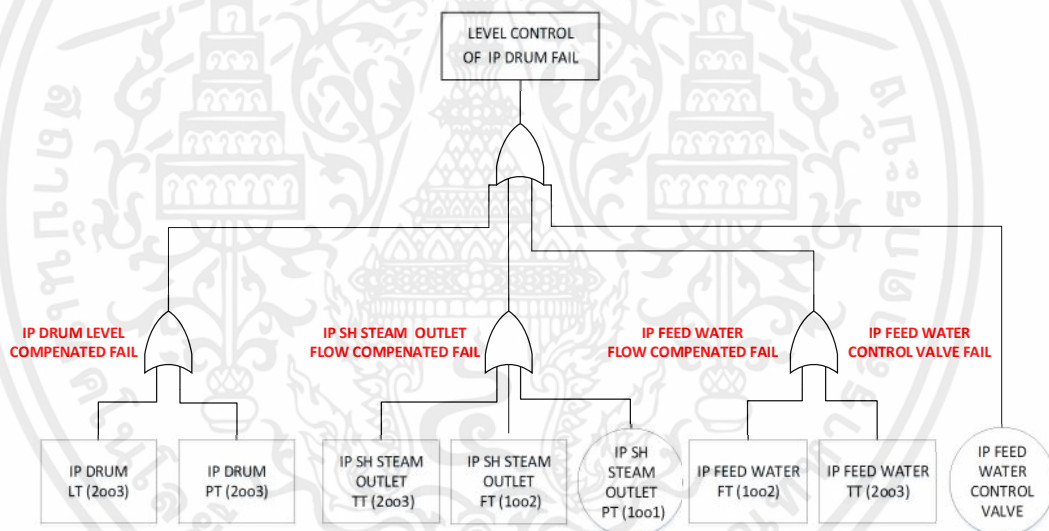 LEVEL CONTROL
OF IP DRUM FAIL
IP DRUM LEVEL
COMPENATED FAIL
IP SH STEAM OUTLET
FLOW COMPENATED FAIL
IP FEED WATER
FLOW COMPENATED FAIL
IP FEED WATER
CONTROL VALVE FAIL
IP DRUM
LT (2oo3)
IP DRUM
PT (2oo3)
IP SH STEAM
OUTLET
TT (2oo3)
IP SH STEAM
OUTLET
FT (1oo2)
IP SH
STEAM
OUTLET
PT (1oo1)
IP FEED WATER
FT (1oo2)
IP FEED WATER
TT (2oo3)
IP FEED
WATER
CONTROL
VALVE